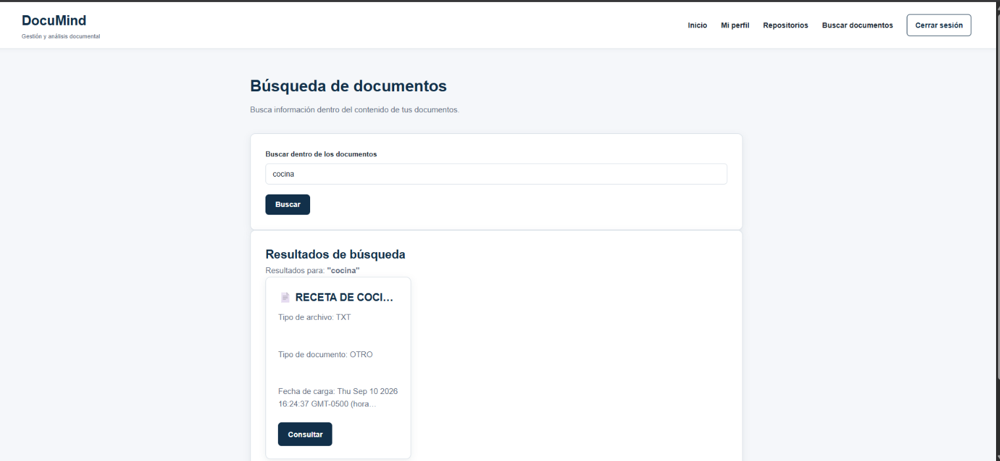 DocuMind
Gestión y análisis documental
Inicio
Mi perfil
Repositorios
Buscar documentos
Cerrar sesión
Búsqueda de documentos
Busca información dentro del contenido de tus documentos.
Buscar dentro de los documentos
cocina
Buscar
Resultados de búsqueda
Resultados para: "cocina"
RECETA DE COCI...
Tipo de archivo: TXT
Tipo de documento: OTRO
Fecha de carga: Thu Sep 10 2026
16:24:37 GMT-0500 (hora...
Consultar